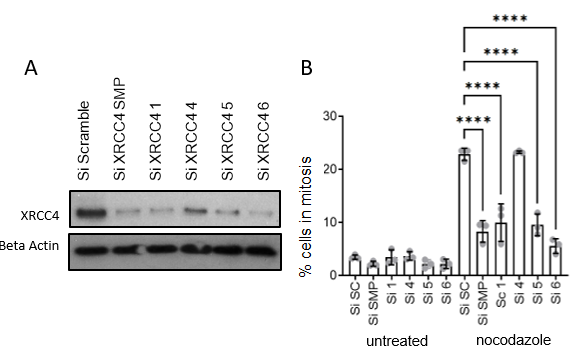 A
Si Scramble
Si XRCC4 SMP
Si XRCC4 1
Si XRCC4 4
Si XRCC4 5
Si XRCC4 6
XRCC4
Beta Actin
B
****
****
****
****
% cells in mitosis
30
20
10
0
Si SC
Si SMP
Si 1
Si 4
Si 5
Si 6
Si SC
Si SMP
Sc 1
Si 4
Si 5
Si 6
untreated
nocodazole